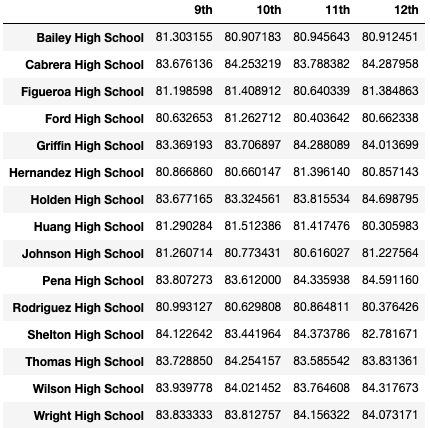 9th 10th 11th 12th
Bailey High School 81.303155 80.907183 80.945643 80.912451
Cabrera High School 83.676136 84.253219 83.788382 84.287958
Figueroa High School 81.198598 81.408912 80.640339 81.384863
Ford High School 80.632653 81.262712 80.403642 80.662338
Griffin High School 83.369193 83.706897 84.288089 84.013699
Hernandez High School 80.866860 80.660147 81.396140 80.857143
Holden High School 83.677165 83.324561 83.815534 84.698795
Huang High School 81.290284 81.512386 81.417476 80.305983
Johnson High School 81.260714 80.773431 80.616027 81.227564
Pena High School 83.807273 83.612000 84.335938 84.591160
Rodriguez High School 80.993127 80.629808 80.864811 80.376426
Shelton High School 84.122642 83.441964 84.373786 82.781671
Thomas High School 83.728850 84.254157 83.585542 83.831361
Wilson High School 83.939778 84.021452 83.764608 84.317673
Wright High School 83.833333 83.812757 84.156322 84.073171